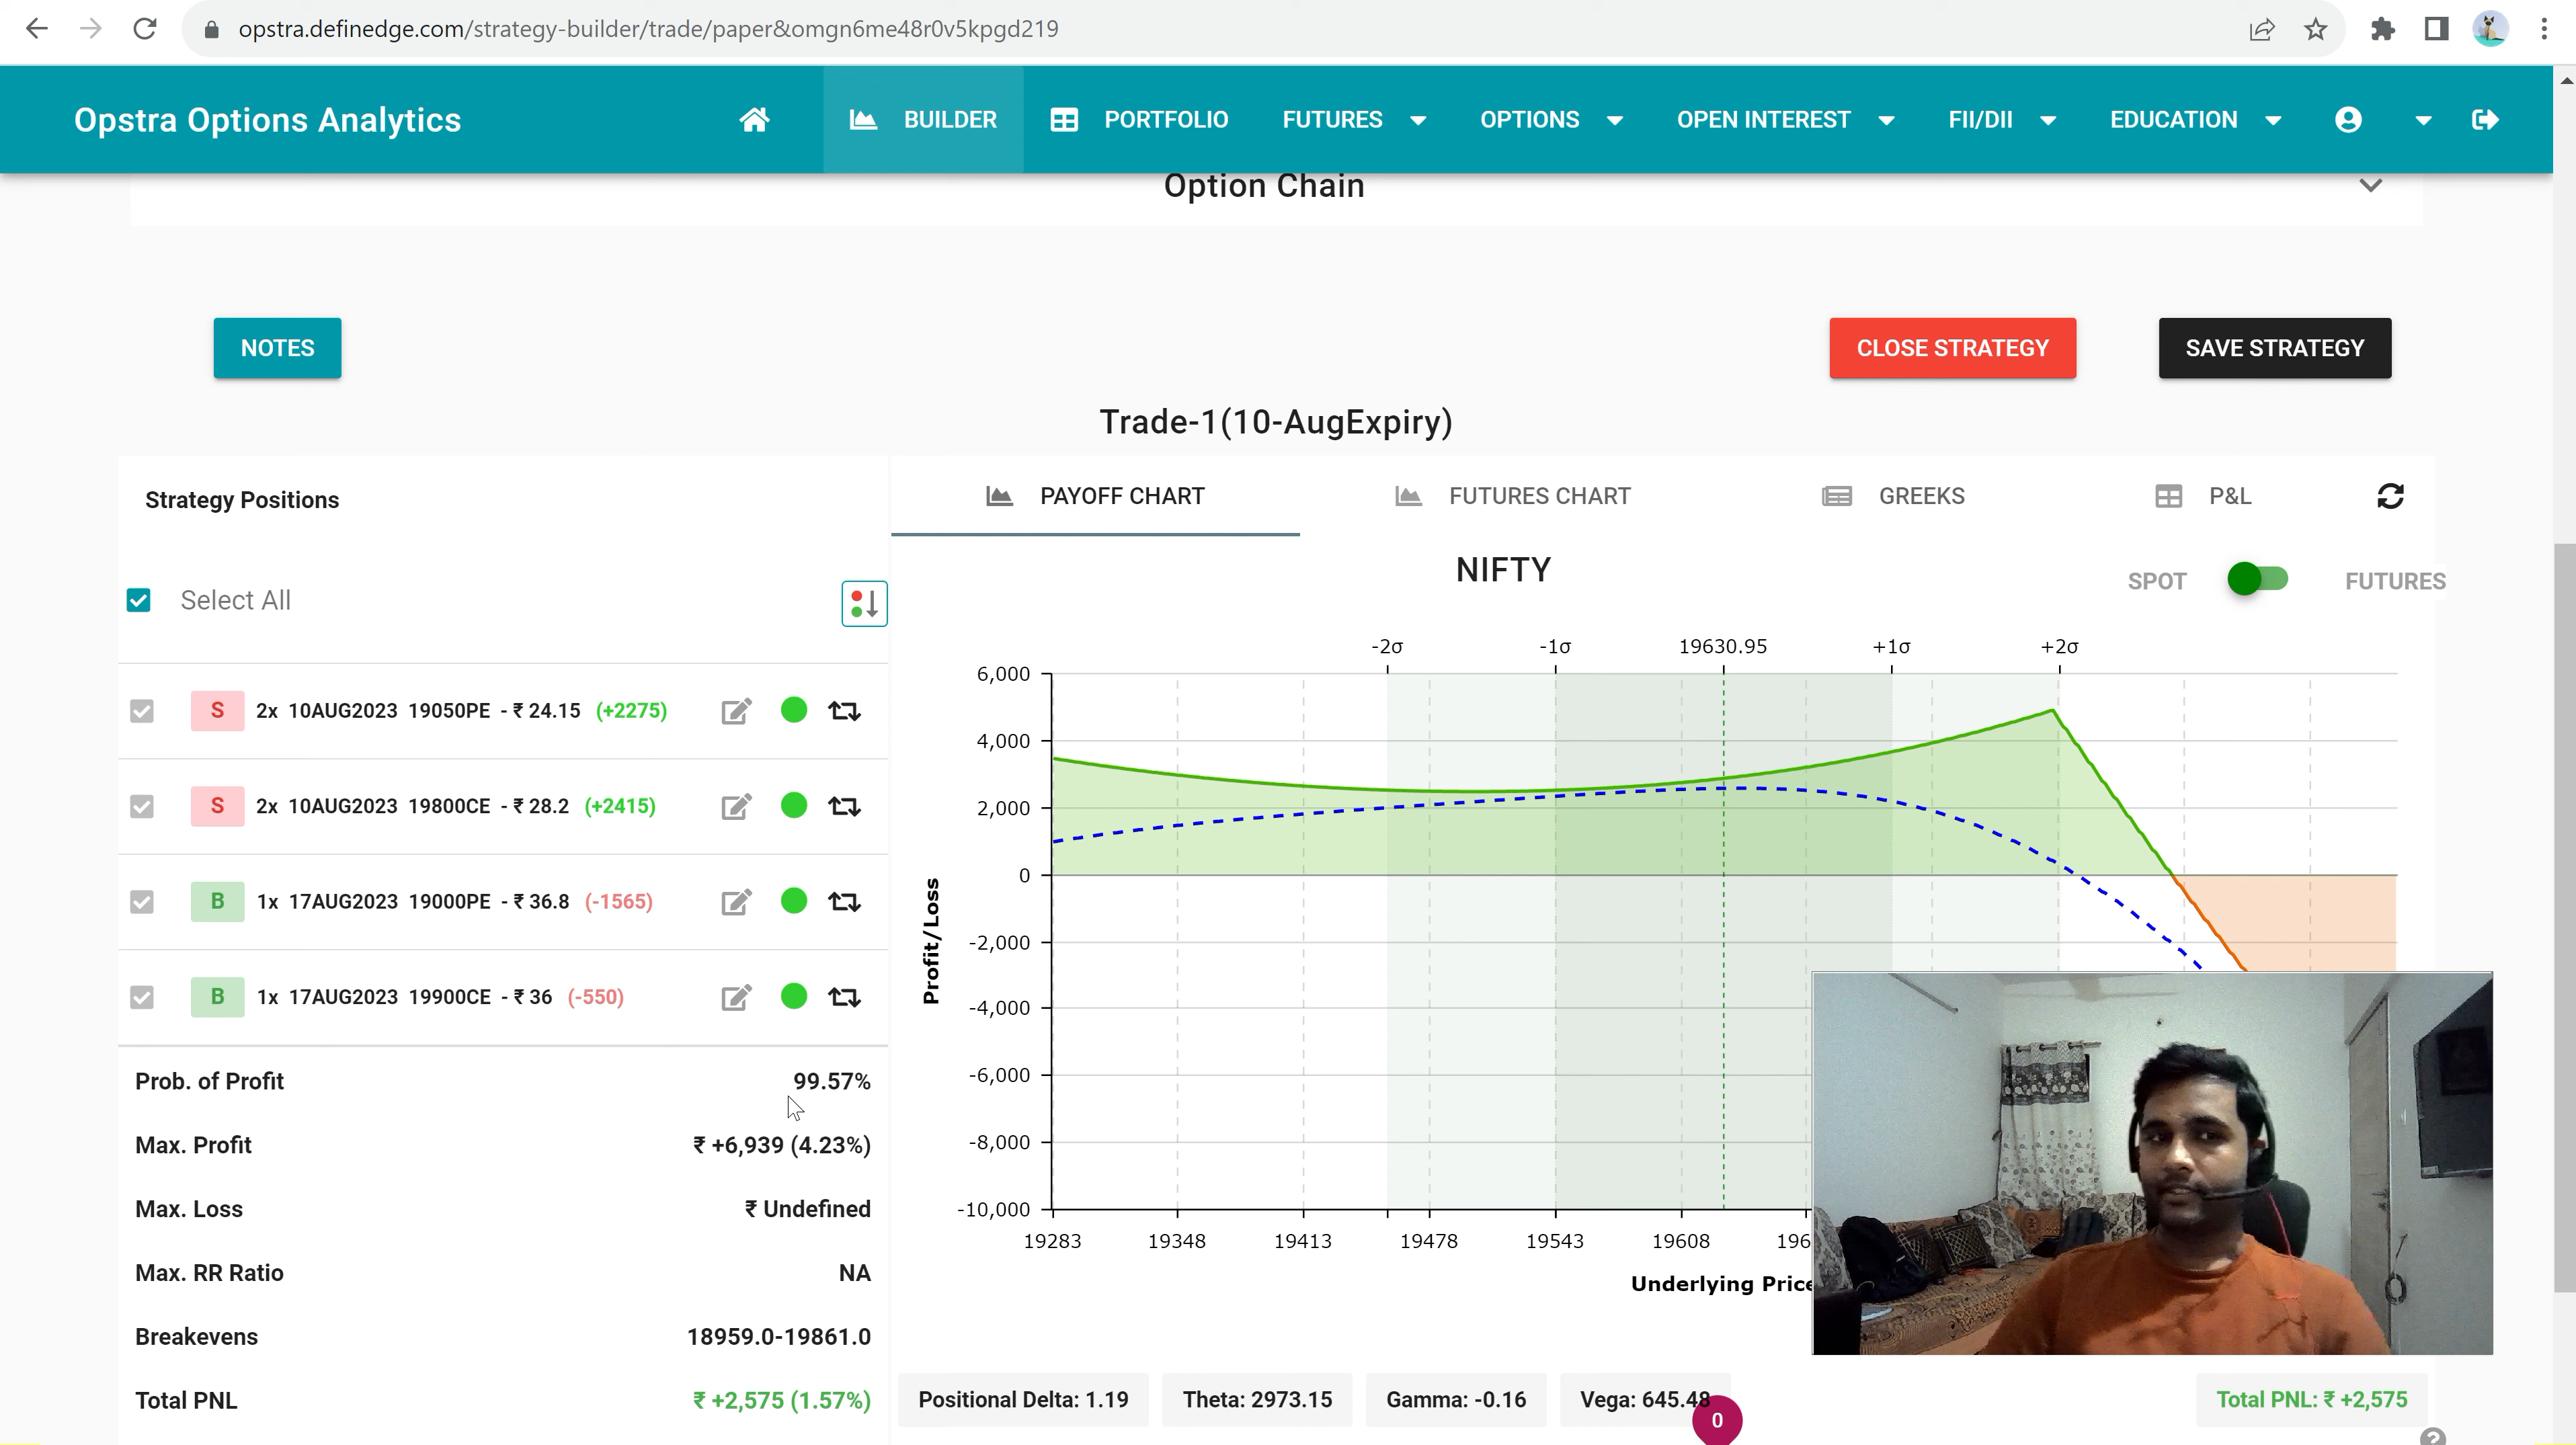 opstra.definedge.com/strategy-builder/trade/paper&omgn6me48r0v5kpgd219
Opstra Options Analytics
BUILDER
PORTFOLIO
FUTURES
OPTIONS
OPEN INTEREST
FII/DII
EDUCATION
Option Chain
NOTES
CLOSE STRATEGY
SAVE STRATEGY
Trade-1(10-AugExpiry)
Strategy Positions
Select All
S 2x 10AUG2023 19050PE - ₹ 24.15 (+2275)
S 2x 10AUG2023 19800CE - ₹ 28.2 (+2415)
B 1x 17AUG2023 19000PE - ₹ 36.8 (-1565)
B 1x 17AUG2023 19900CE - ₹ 36 (-550)
Prob. of Profit 99.57%
Max. Profit ₹ +6,939 (4.23%)
Max. Loss ₹ Undefined
Max. RR Ratio NA
Breakevens 18959.0-19861.0
Total PNL ₹ +2,575 (1.57%)
PAYOFF CHART
FUTURES CHART
GREEKS
P&L
NIFTY
SPOT
FUTURES
-2σ -1σ 19630.95 +1σ +2σ
6,000
4,000
2,000
0
-2,000
-4,000
-6,000
-8,000
-10,000
Profit/Loss
19283 19348 19413 19478 19543 19608 196
Underlying Price
Positional Delta: 1.19
Theta: 2973.15
Gamma: -0.16
Vega: 645.48
0
Total PNL: ₹ +2,575
?